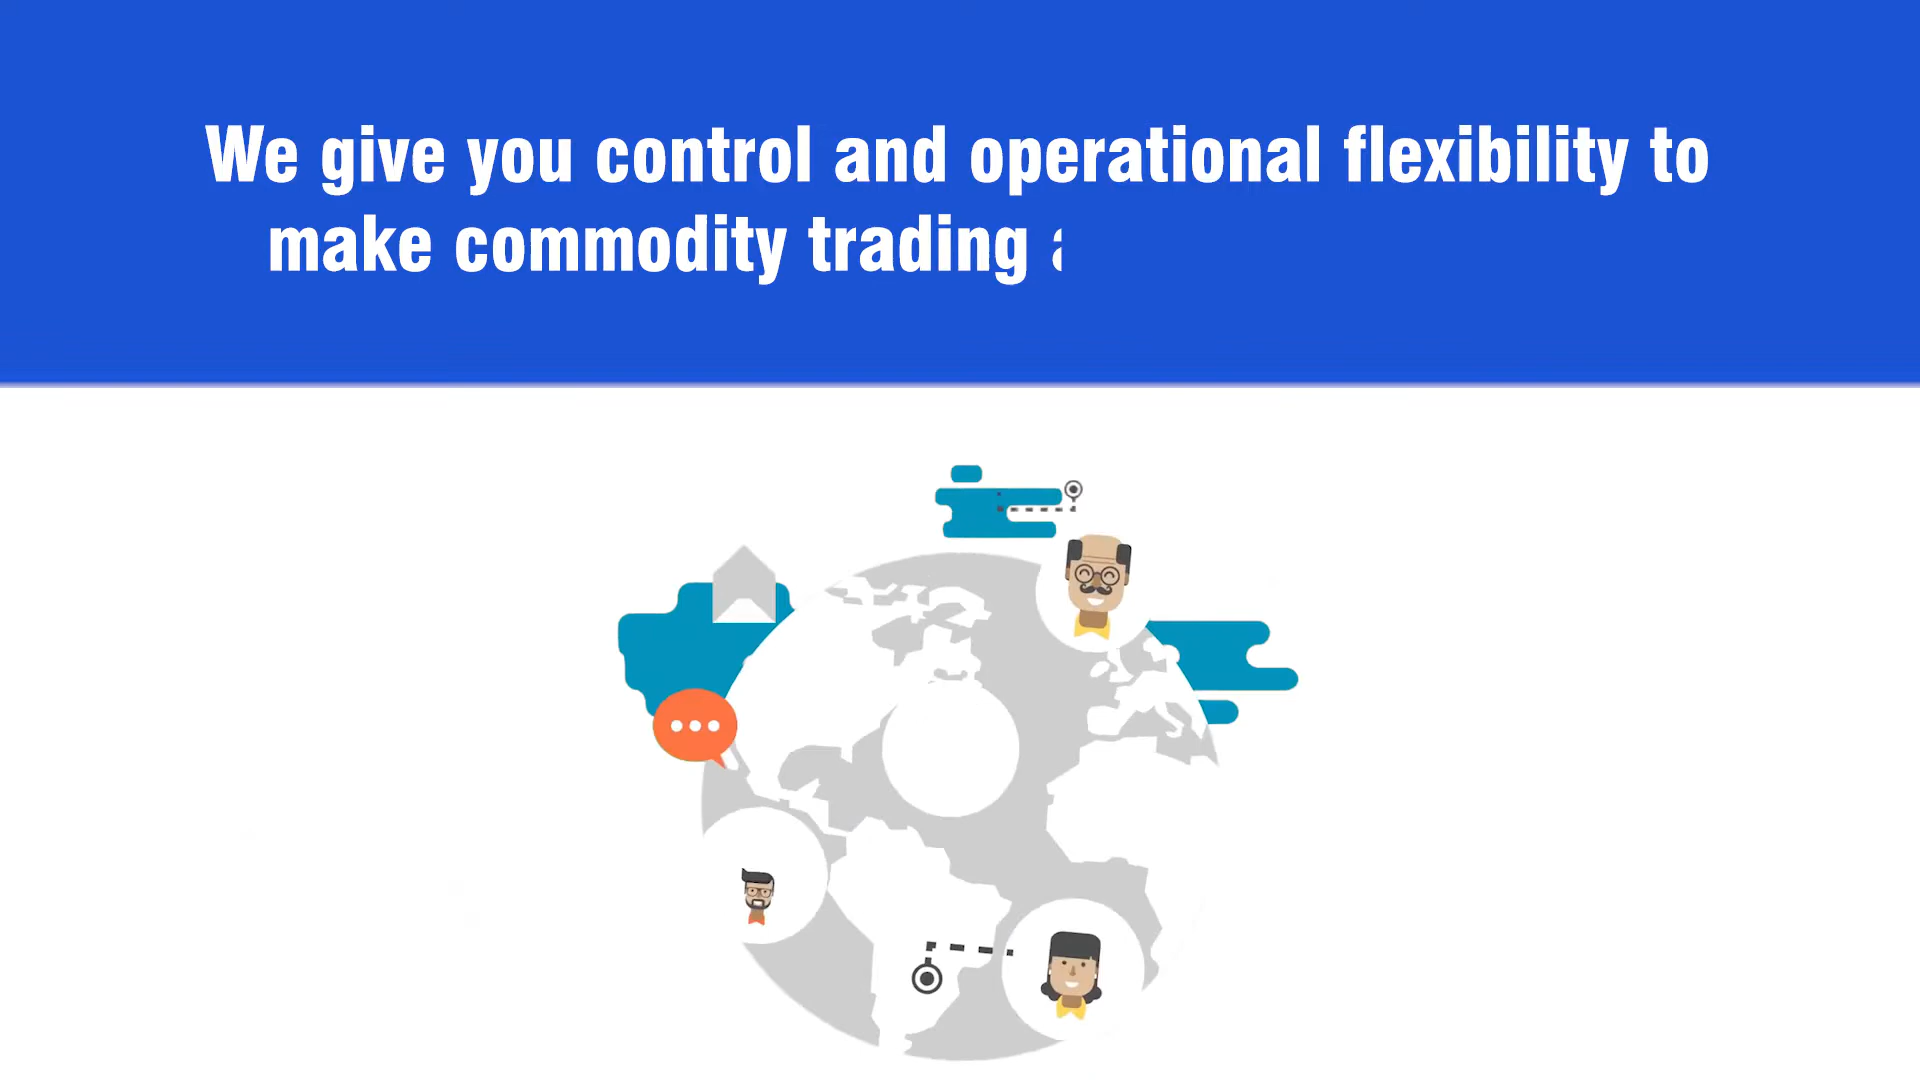 We give you control and operational flexibility to
make commodity trading